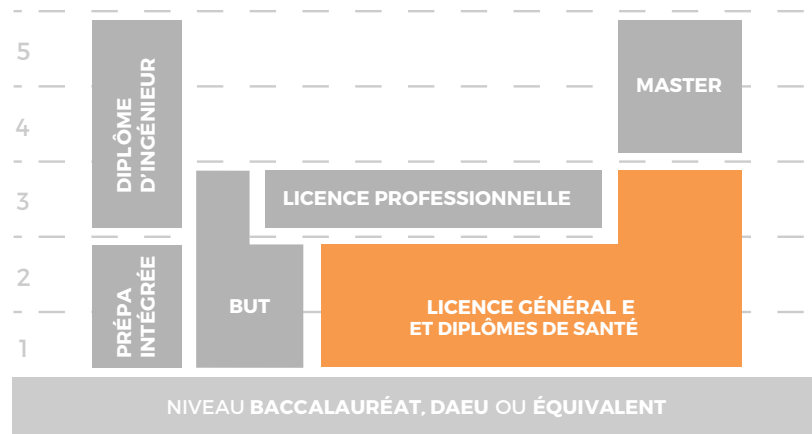 5
4
3
2
1
DIPLÔME
D'INGÉNIEUR
PRÉPA
INTÉGRÉE
BUT
LICENCE PROFESSIONNELLE
MASTER
LICENCE GÉNÉRAL E
ET DIPLÔMES DE SANTÉ
NIVEAU BACCALAURÉAT, DAEU OU ÉQUIVALENT